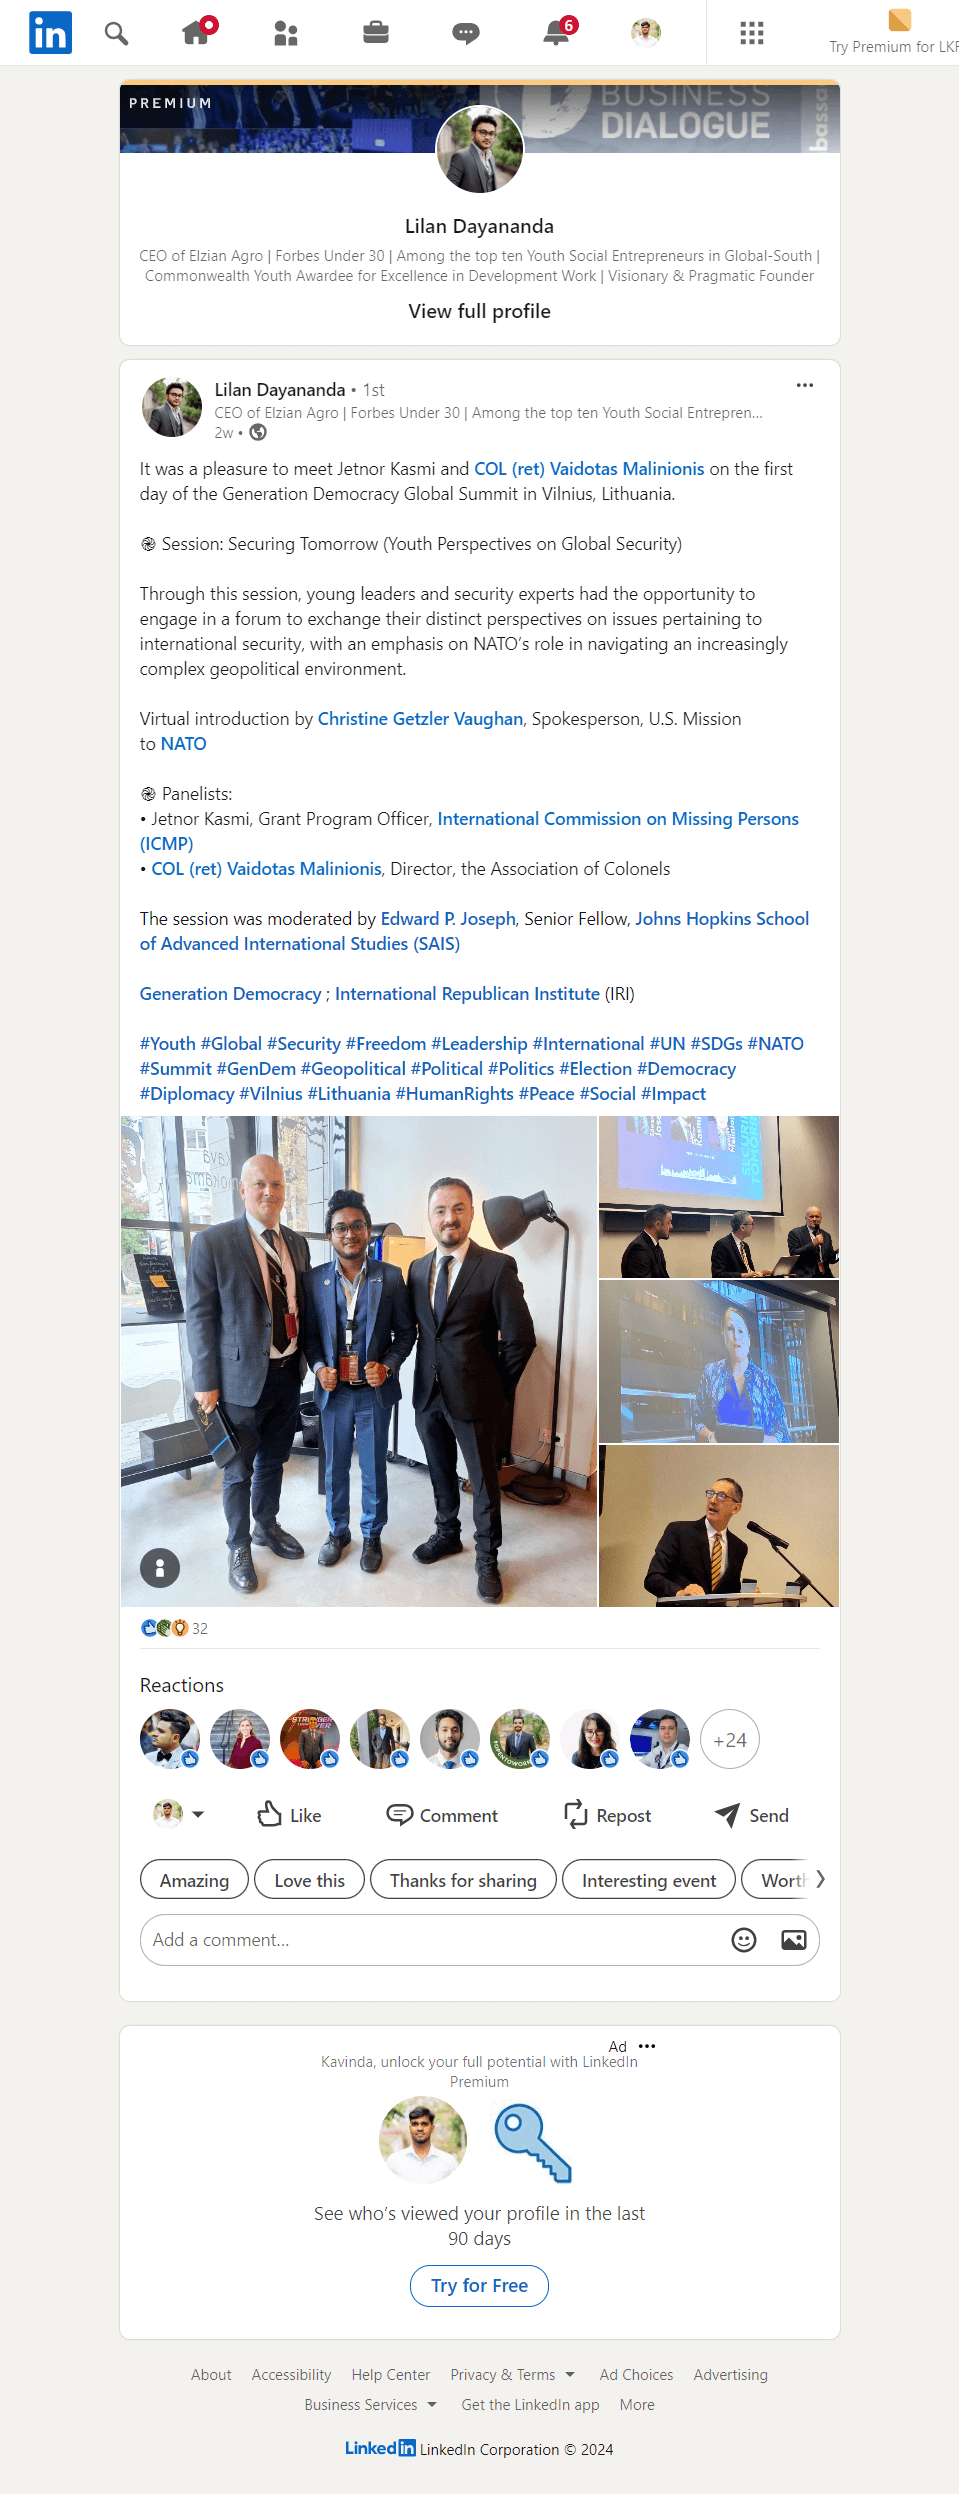 in
6
Try Premium for LKR
PREMIUM
BUSINESS
DIALOGUE
bassa
Lilan Dayananda
CEO of Elzian Agro | Forbes Under 30 | Among the top ten Youth Social Entrepreneurs in Global-South |
Commonwealth Youth Awardee for Excellence in Development Work | Visionary & Pragmatic Founder
View full profile
Lilan Dayananda • 1st
CEO of Elzian Agro | Forbes Under 30 | Among the top ten Youth Social Entrepren...
2w •
It was a pleasure to meet Jetnor Kasmi and COL (ret) Vaidotas Malinionis on the first
day of the Generation Democracy Global Summit in Vilnius, Lithuania.
֎ Session: Securing Tomorrow (Youth Perspectives on Global Security)
Through this session, young leaders and security experts had the opportunity to
engage in a forum to exchange their distinct perspectives on issues pertaining to
international security, with an emphasis on NATO’s role in navigating an increasingly
complex geopolitical environment.
Virtual introduction by Christine Getzler Vaughan, Spokesperson, U.S. Mission
to NATO
֎ Panelists:
• Jetnor Kasmi, Grant Program Officer, International Commission on Missing Persons
(ICMP)
• COL (ret) Vaidotas Malinionis, Director, the Association of Colonels
The session was moderated by Edward P. Joseph, Senior Fellow, Johns Hopkins School
of Advanced International Studies (SAIS)
Generation Democracy ; International Republican Institute (IRI)
#Youth #Global #Security #Freedom #Leadership #International #UN #SDGs #NATO
#Summit #GenDem #Geopolitical #Political #Politics #Election #Democracy
#Diplomacy #Vilnius #Lithuania #HumanRights #Peace #Social #Impact
32
Reactions
+24
Like
Comment
Repost
Send
Amazing
Love this
Thanks for sharing
Interesting event
Worth
Add a comment...
Ad
Kavinda, unlock your full potential with LinkedIn
Premium
See who’s viewed your profile in the last
90 days
Try for Free
About
Accessibility
Help Center
Privacy & Terms
Ad Choices
Advertising
Business Services
Get the LinkedIn app
More
LinkedIn LinkedIn Corporation © 2024